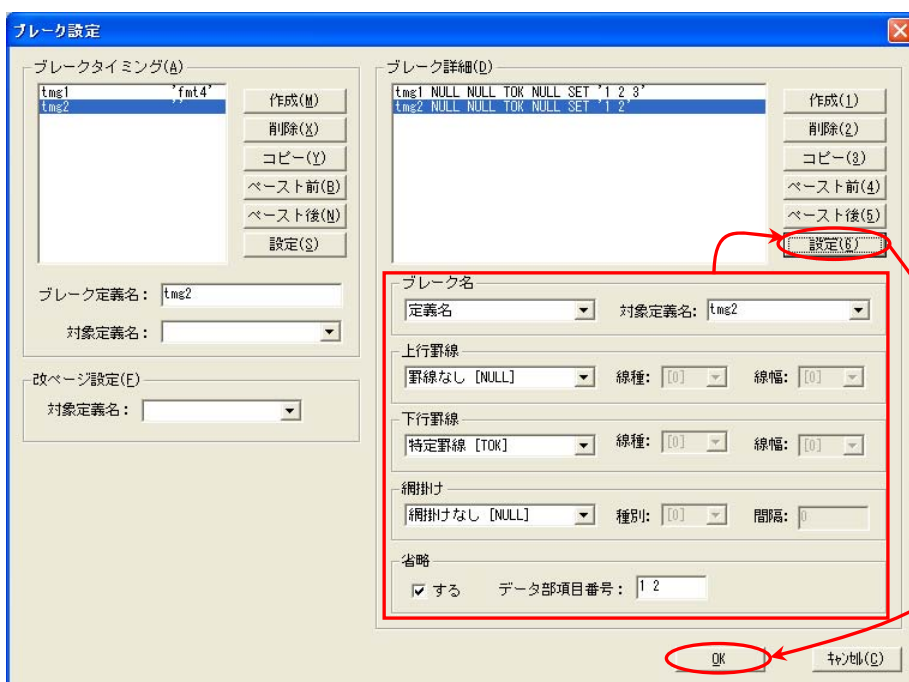 ブレーク設定
ブレークタイミング(A)
tmg1 'fmt4'
tmg2 ''
作成(M)
削除(X)
コピー(Y)
ペースト前(B)
ペースト後(N)
設定(S)
ブレーク定義名： tmg2
対象定義名：
改ページ設定(F)
対象定義名：
ブレーク詳細(D)
tmg1 NULL NULL TOK NULL SET '1 2 3'
tmg2 NULL NULL TOK NULL SET '1 2'
作成(1)
削除(2)
コピー(3)
ペースト前(4)
ペースト後(5)
設定(6)
ブレーク名
定義名 対象定義名: tmg2
上行罫線
罫線なし [NULL] 線種: [0] 線幅: [0]
下行罫線
特定罫線 [TOK] 線種: [0] 線幅: [0]
網掛け
網掛けなし [NULL] 種別: [0] 間隔: 0
省略
する データ部項目番号： 1 2
OK ｷｬﾝｾﾙ(C)